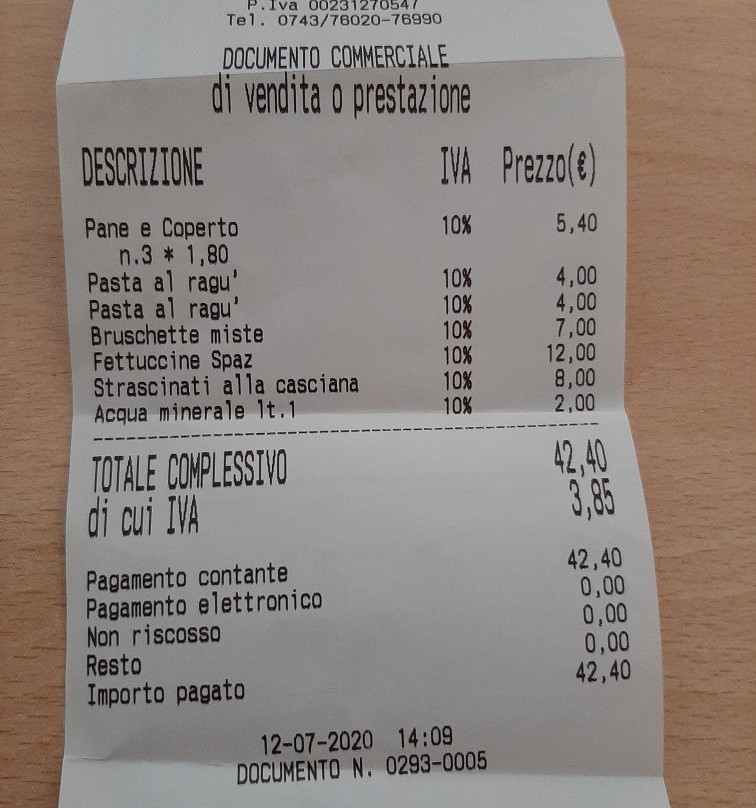 P.Iva 00231270547
Tel. 0743/76020-76990
DOCUMENTO COMMERCIALE
di vendita o prestazione
DESCRIZIONE IVA Prezzo(€)
Pane e Coperto 10% 5,40
n.3 * 1,80
Pasta al ragu' 10% 4,00
Pasta al ragu' 10% 4,00
Bruschette miste 10% 7,00
Fettuccine Spaz 10% 12,00
Strascinati alla casciana 10% 8,00
Acqua minerale lt.1 10% 2,00
TOTALE COMPLESSIVO 42,40
di cui IVA 3,85
Pagamento contante 42,40
Pagamento elettronico 0,00
Non riscosso 0,00
Resto 0,00
Importo pagato 42,40
12-07-2020 14:09
DOCUMENTO N. 0293-0005